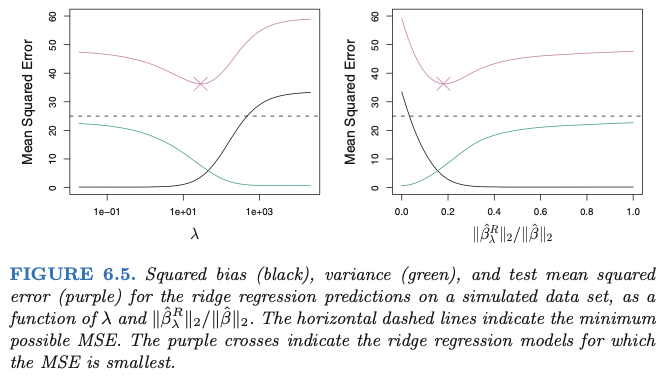 60
50
40
30
20
10
0
Mean Squared Error
1e−01 1e+01 1e+03
λ
60
50
40
30
20
10
0
Mean Squared Error
0.0 0.2 0.4 0.6 0.8 1.0
‖β̂λᴿ‖₂/‖β̂‖₂
FIGURE 6.5. Squared bias (black), variance (green), and test mean squared
error (purple) for the ridge regression predictions on a simulated data set, as a
function of λ and ‖β̂λᴿ‖₂/‖β̂‖₂. The horizontal dashed lines indicate the minimum
possible MSE. The purple crosses indicate the ridge regression models for which
the MSE is smallest.